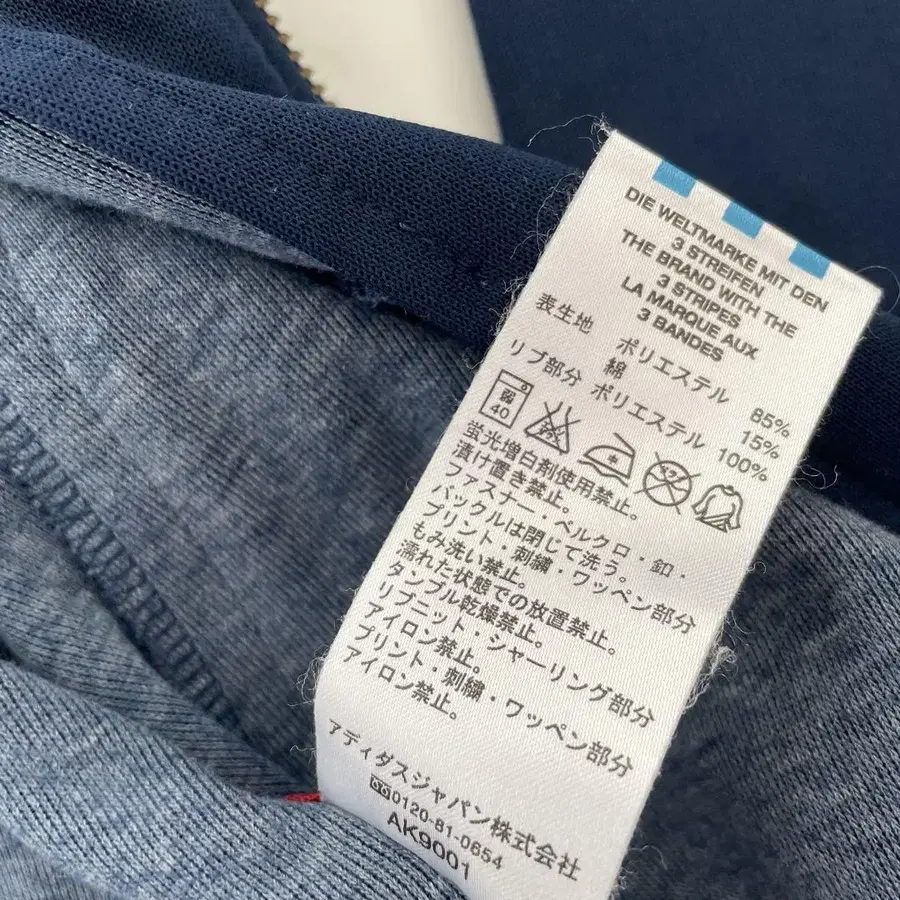 DIE WELTMARKE MIT DEN
3 STREIFEN
THE BRAND WITH THE
3 STRIPES
LA MARQUE AUX
3 BANDES
表生地 ポリエステル 85%
綿 15%
リブ部分 ポリエステル 100%
弱
40
蛍光増白剤使用禁止。
漬け置き禁止。
ファスナー・ベルクロ・釦・
バックルは閉じて洗う。
プリント・刺繍・ワッペン部分
もみ洗い禁止。
濡れた状態での放置禁止。
タンブル乾燥禁止。
リブニット・シャーリング部分
アイロン禁止。
プリント・刺繍・ワッペン部分
アイロン禁止。
アディダスジャパン株式会社
0120-81-0654
AK9001